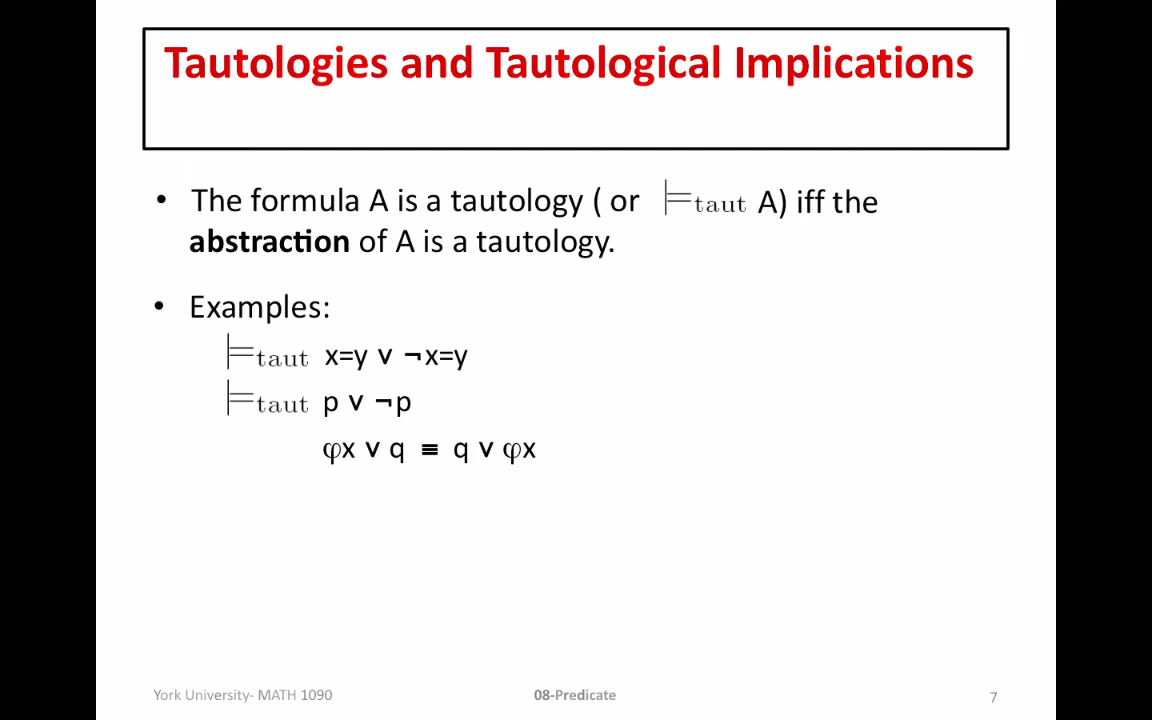 Tautologies and Tautological Implications
• The formula A is a tautology ( or ⊨taut A) iff the
abstraction of A is a tautology.
• Examples:
⊨taut x=y ∨ ¬x=y
⊨taut p ∨ ¬p
φx ∨ q ≡ q ∨ φx
York University- MATH 1090 08-Predicate 7